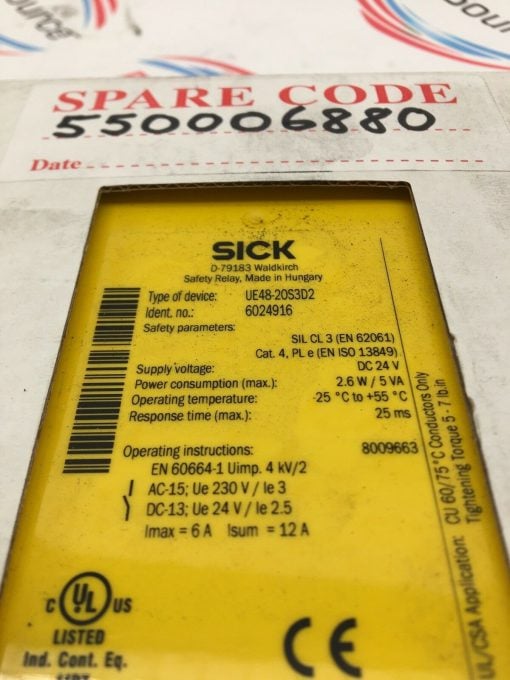 ource
ource
SPARE CODE
550006880
Date
SICK
D-79183 Waldkirch
Safety Relay, Made in Hungary
Type of device: UE48-20S3D2
Ident. no.: 6024916
Safety parameters:
SIL CL 3 (EN 62061)
Cat. 4, PL e (EN ISO 13849)
Supply voltage: DC 24 V
Power consumption (max.): 2.6 W / 5 VA
Operating temperature: -25 °C to +55 °C
Response time (max.): 25 ms
Operating instructions: 8009663
EN 60664-1 Uimp. 4 kV/2
AC-15; Ue 230 V / Ie 3
DC-13; Ue 24 V / Ie 2.5
Imax = 6 A Isum = 12 A
UL/CSA Application: CU 60/75 °C Conductors Only
Tightening Torque 5 - 7 lb.in
C UL US
LISTED
Ind. Cont. Eq.
CE